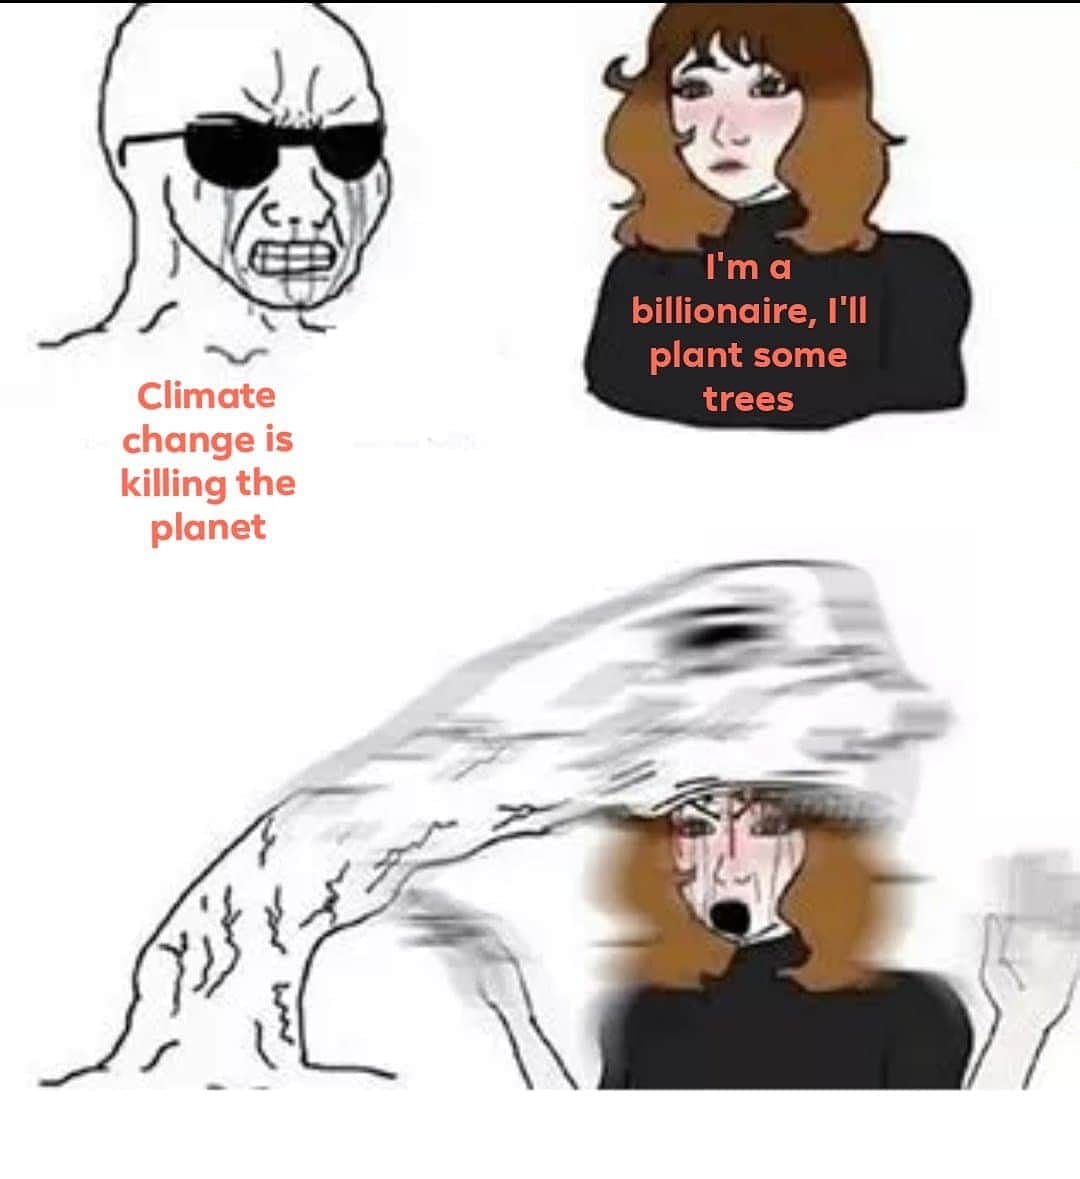 Climate
change is
killing the
planet
I'm a
billionaire, I'll
plant some
trees